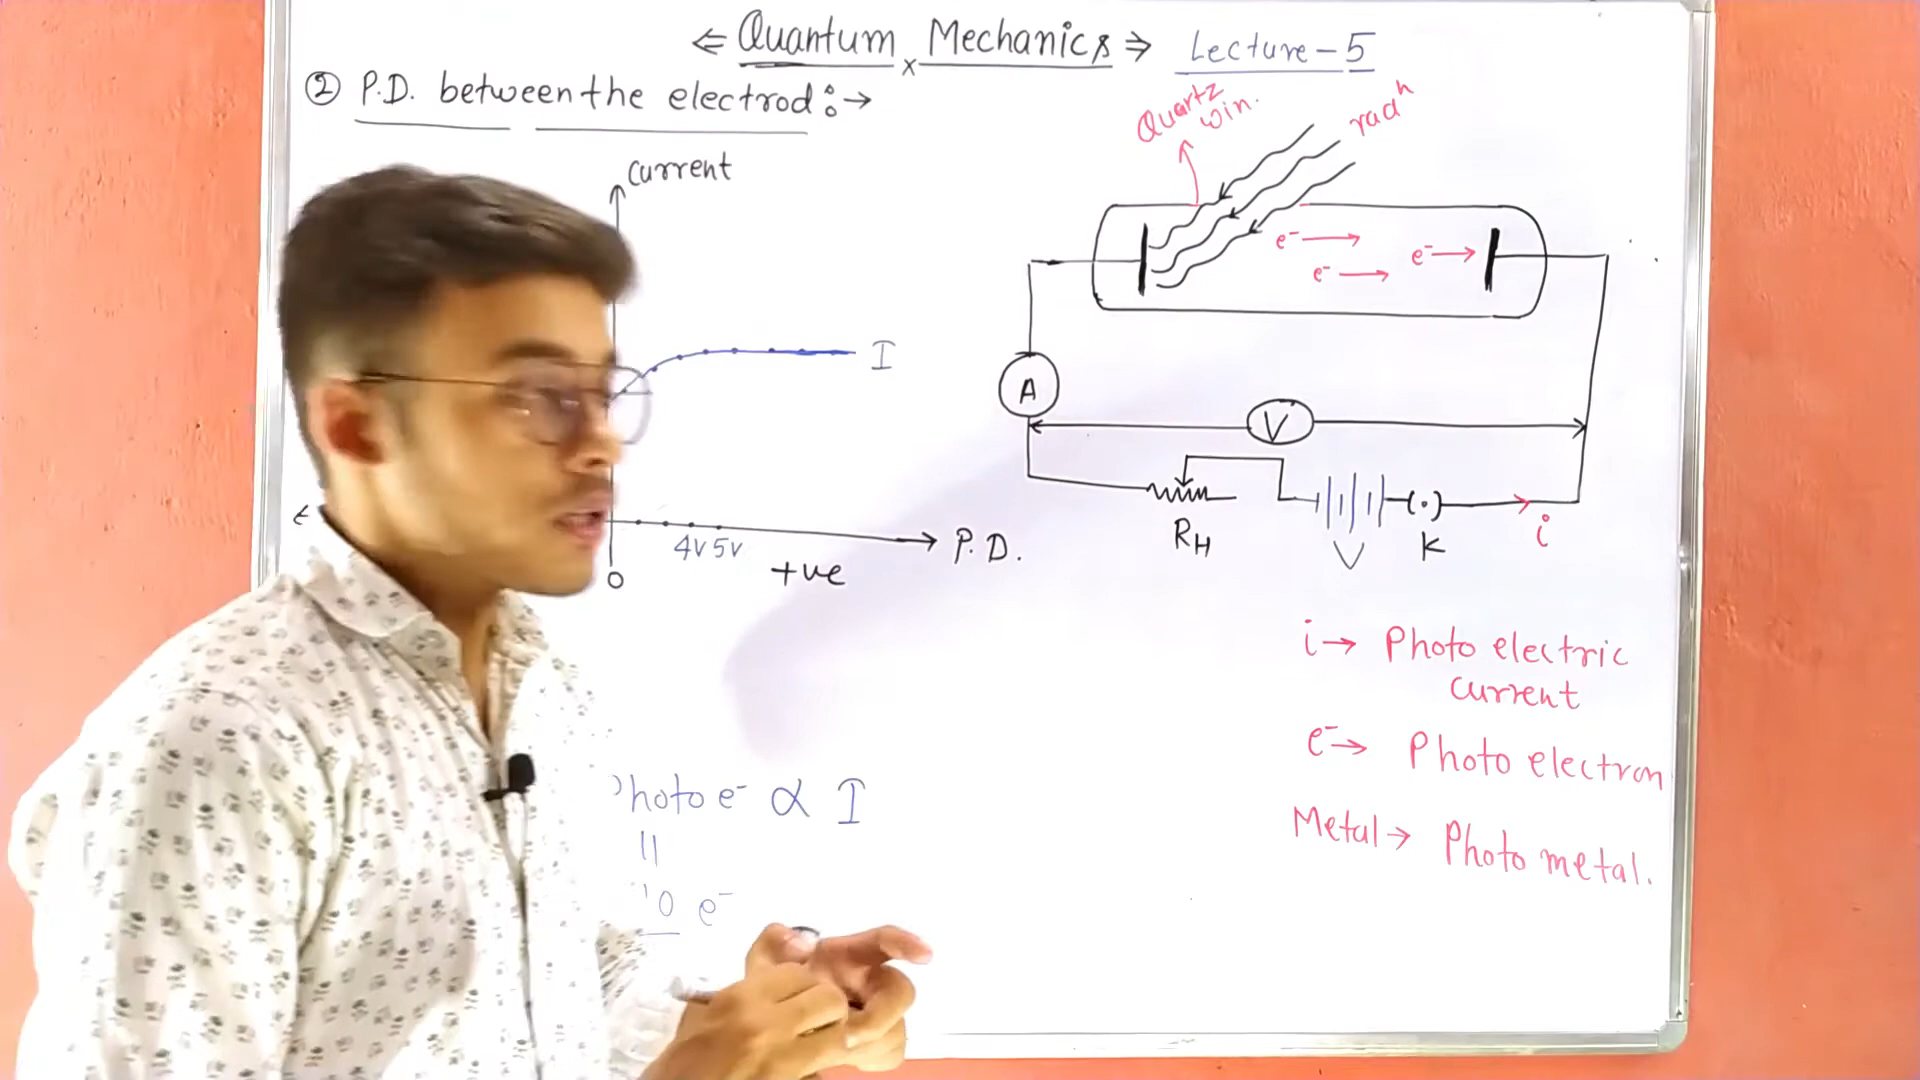 ⇐ Quantum Mechanics ⇒ Lecture-5
x
② P.D. between the electrod:→
Current
I
4V 5V
+ve
P.D.
0
Quartz
win.
radⁿ
e⁻ → e⁻ →
e⁻ →
A
V
RH
V
K
i
i → Photo electric
current
e⁻ → Photo electron
Metal → Photo metal.
hoto e⁻ ∝ I
||
10 e⁻